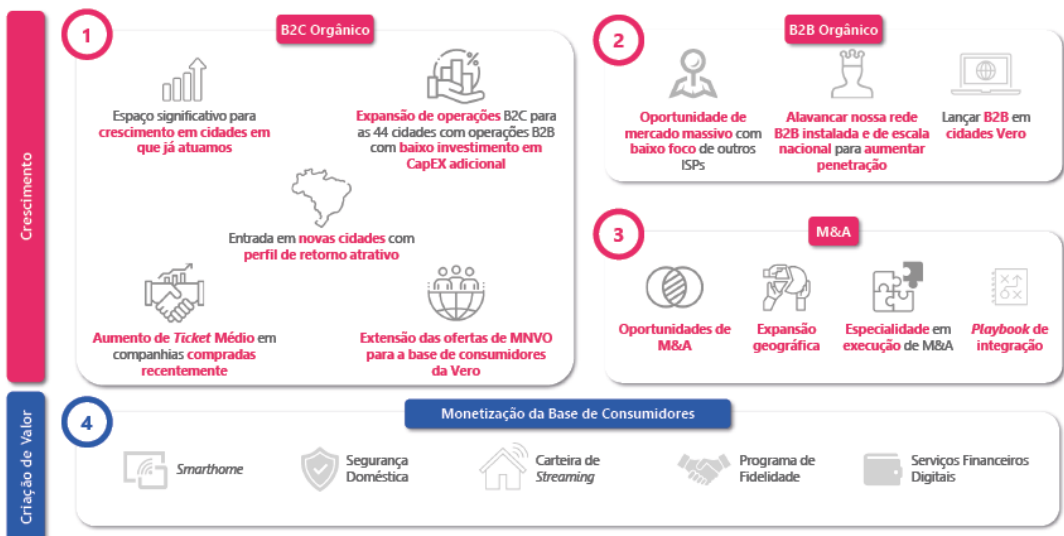 Crescimento
1
B2C Orgânico
Espaço significativo para
crescimento em cidades em
que já atuamos
Expansão de operações B2C para
as 44 cidades com operações B2B
com baixo investimento em
CapEX adicional
Entrada em novas cidades com
perfil de retorno atrativo
Aumento de Ticket Médio em
companhias compradas
recentemente
Extensão das ofertas de MNVO
para a base de consumidores
da Vero
2
B2B Orgânico
Oportunidade de
mercado massivo com
baixo foco de outros
ISPs
Alavancar nossa rede
B2B instalada e de escala
nacional para aumentar
penetração
Lançar B2B em
cidades Vero
3
M&A
Oportunidades de
M&A
Expansão
geográfica
Especialidade em
execução de M&A
Playbook de
integração
Criação de Valor
4
Monetização da Base de Consumidores
Smarthome
Segurança
Doméstica
Carteira de
Streaming
Programa de
Fidelidade
Serviços Financeiros
Digitais